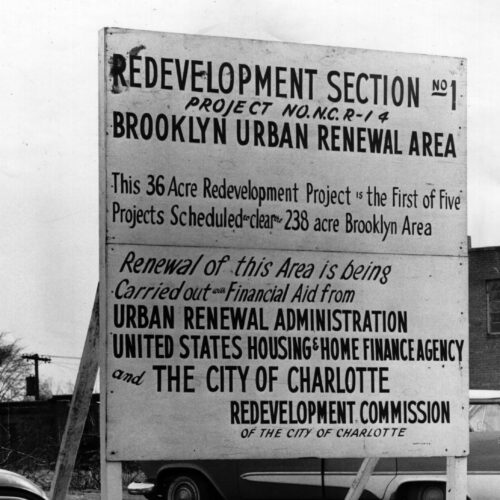 REDEVELOPMENT SECTION NO 1
PROJECT NO. N.C. R-14
BROOKLYN URBAN RENEWAL AREA
This 36 Acre Redevelopment Project is the First of Five
Projects Scheduled to clear the 238 acre Brooklyn Area
Renewal of this Area is being
Carried out with Financial Aid from
URBAN RENEWAL ADMINISTRATION
UNITED STATES HOUSING & HOME FINANCE AGENCY
and THE CITY OF CHARLOTTE
REDEVELOPMENT COMMISSION
OF THE CITY OF CHARLOTTE